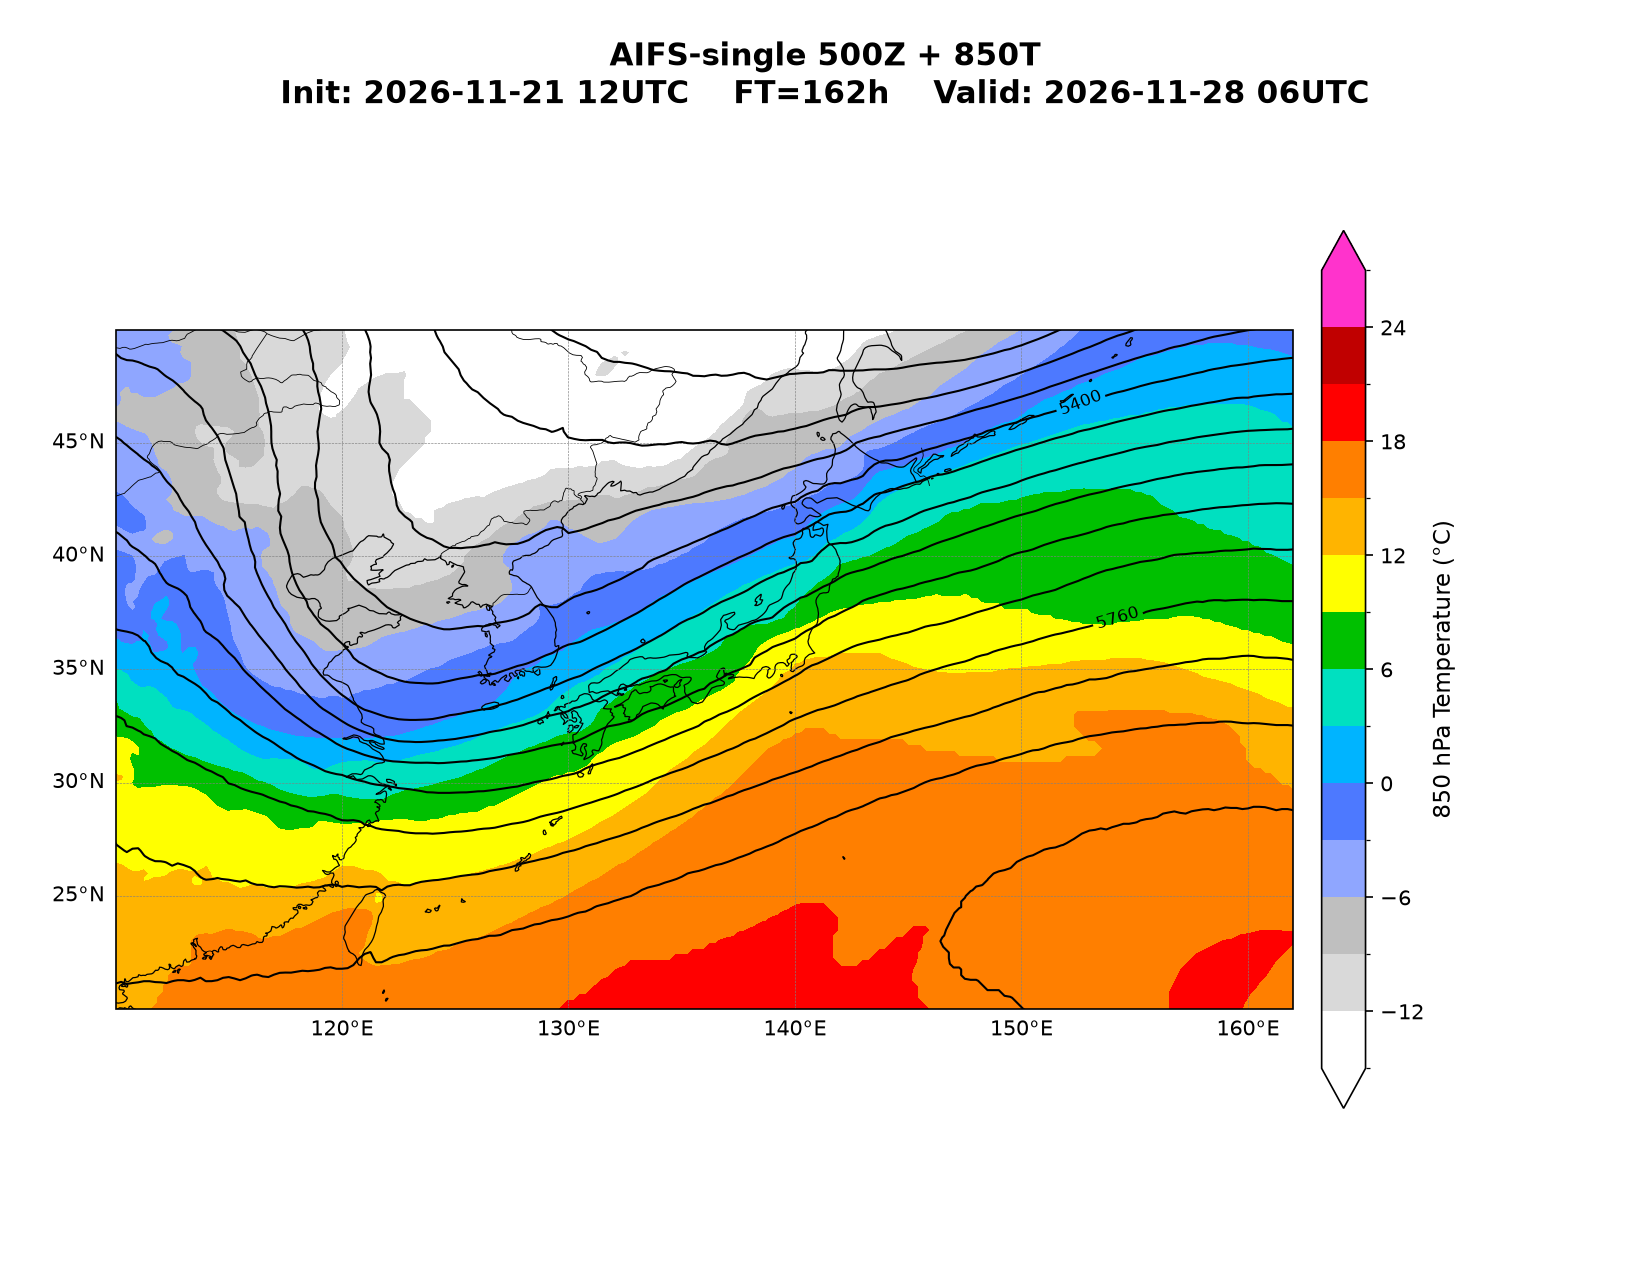 AIFS-single 500Z + 850T
Init: 2026-11-21 12UTC    FT=162h    Valid: 2026-11-28 06UTC
24
18
12
6
0
−6
−12
850 hPa Temperature (°C)
5400
5760
45°N
40°N
35°N
30°N
25°N
120°E
130°E
140°E
150°E
160°E